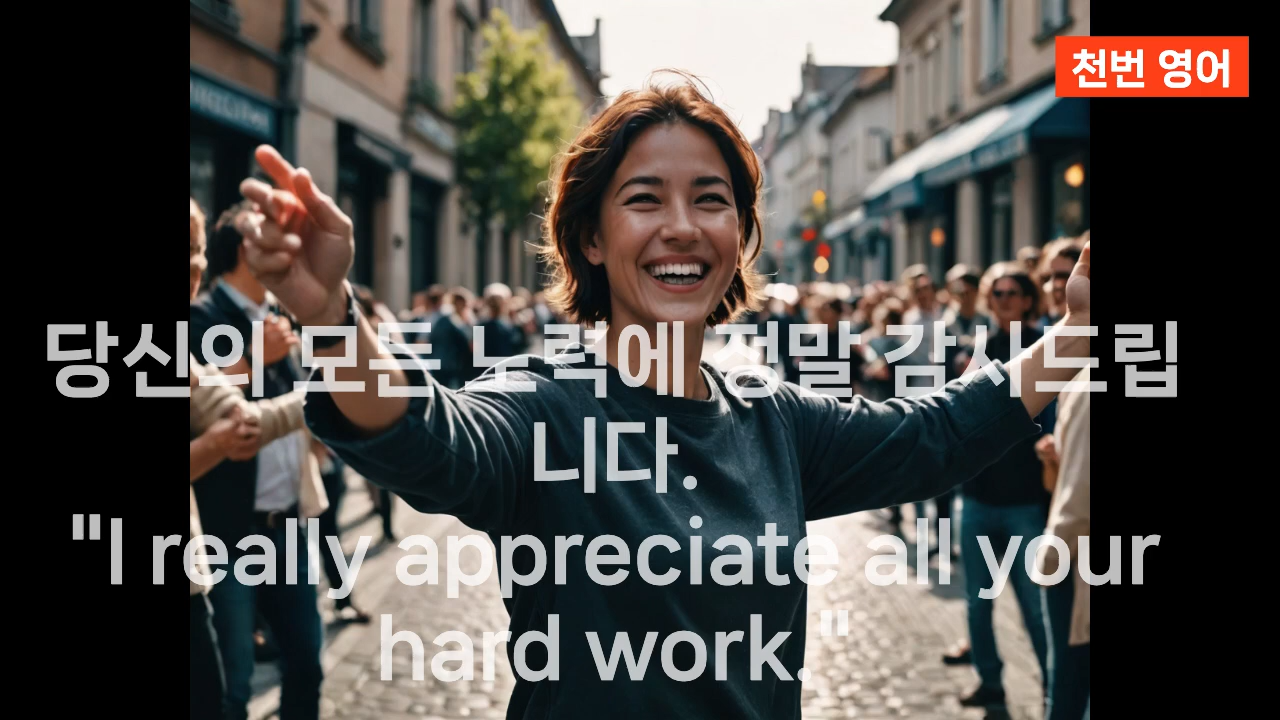 천번 영어
당신의 모든 노력에 정말 감사드립
니다.
"I really appreciate all your
hard work."